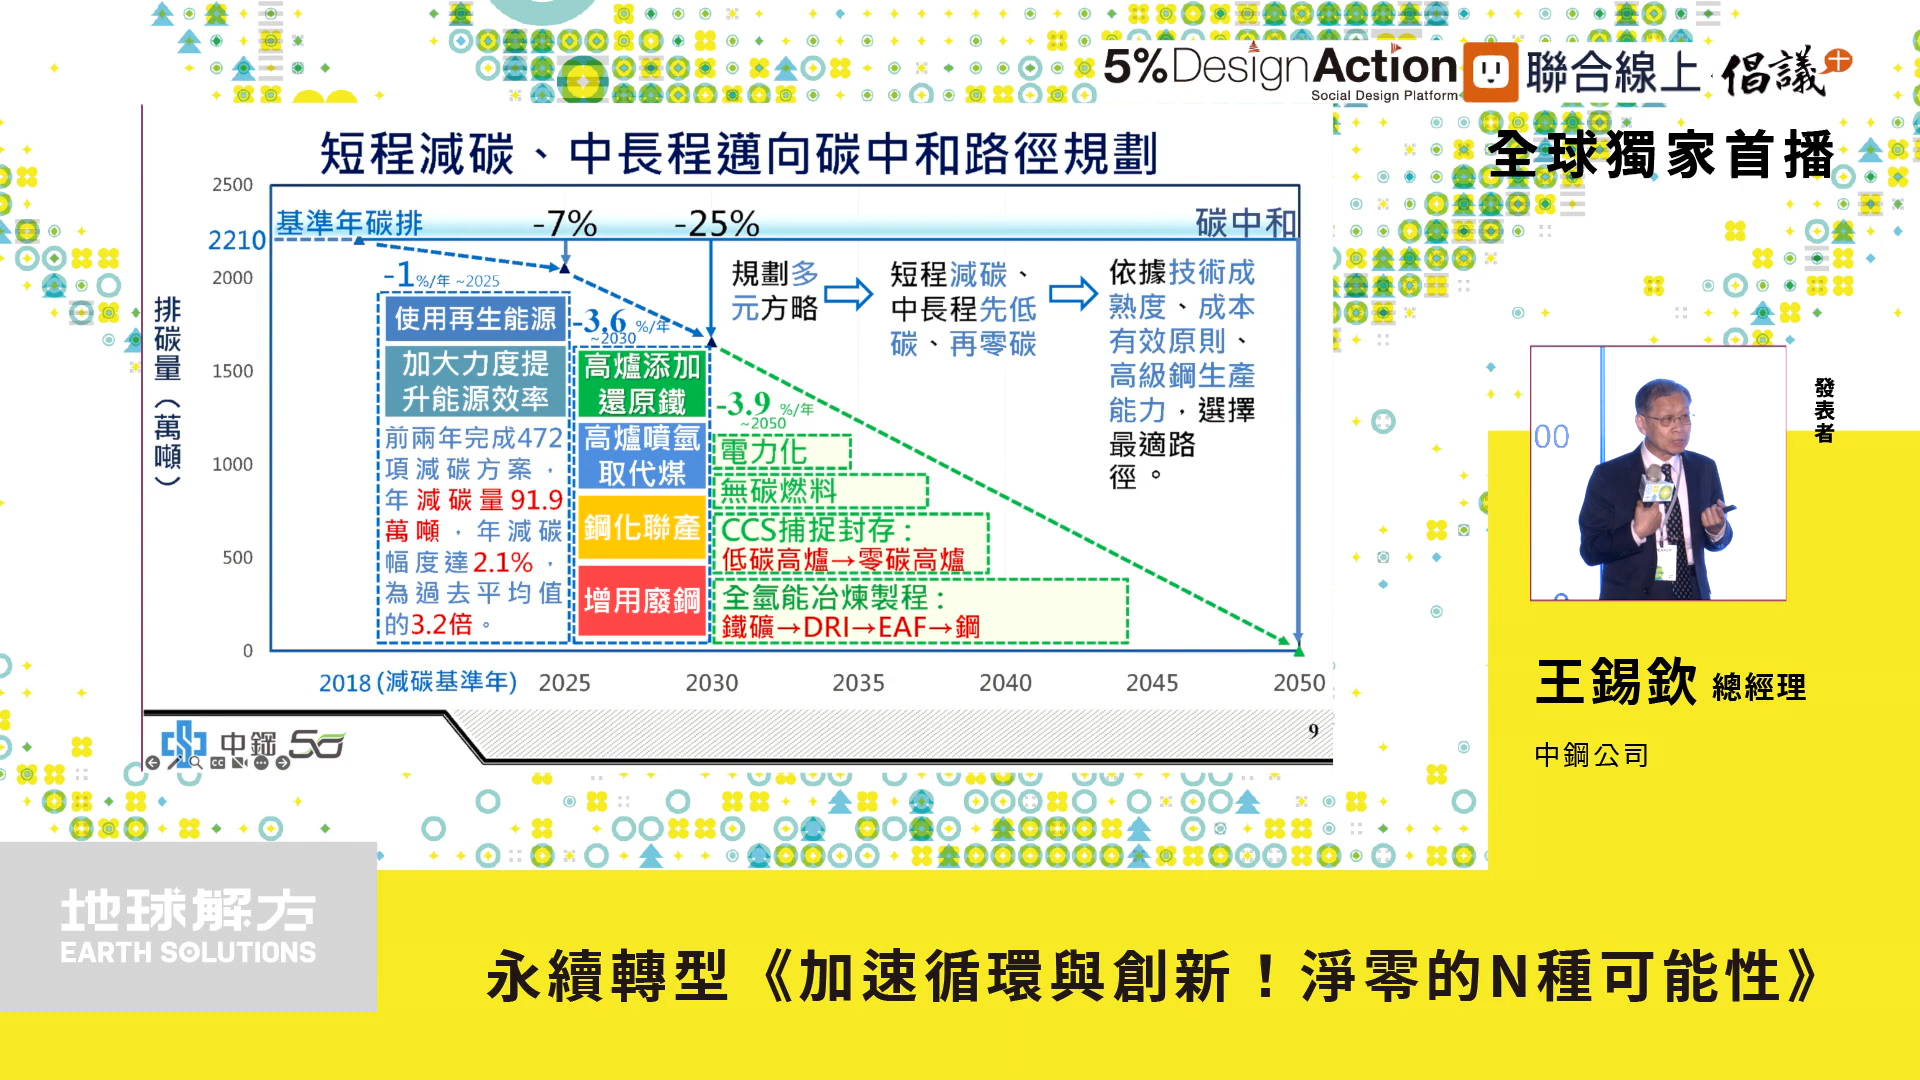 5%DesignAction
Social Design Platform
聯合線上
倡議+
全球獨家首播
短程減碳、中長程邁向碳中和路徑規劃
排碳量（萬噸）
2500
2210
2000
1500
1000
500
0
基準年碳排
-7%
-25%
碳中和
-1%/年 ~2025
使用再生能源
加大力度提
升能源效率
前兩年完成472
項減碳方案，
年減碳量91.9
萬噸，年減碳
幅度達2.1%，
為過去平均值
的3.2倍。
-3.6 %/年
~2030
高爐添加
還原鐵
高爐噴氫
取代煤
鋼化聯產
增用廢鋼
-3.9 %/年
~2050
電力化
無碳燃料
CCS捕捉封存：
低碳高爐→零碳高爐
全氫能冶煉製程：
鐵礦→DRI→EAF→鋼
規劃多
元方略
短程減碳、
中長程先低
碳、再零碳
依據技術成
熟度、成本
有效原則、
高級鋼生產
能力，選擇
最適路
徑。
2018 (減碳基準年)
2025
2030
2035
2040
2045
2050
中鋼 50
9
CC
00
發表者
王錫欽 總經理
中鋼公司
地球解方
EARTH SOLUTIONS
永續轉型《加速循環與創新！淨零的N種可能性》